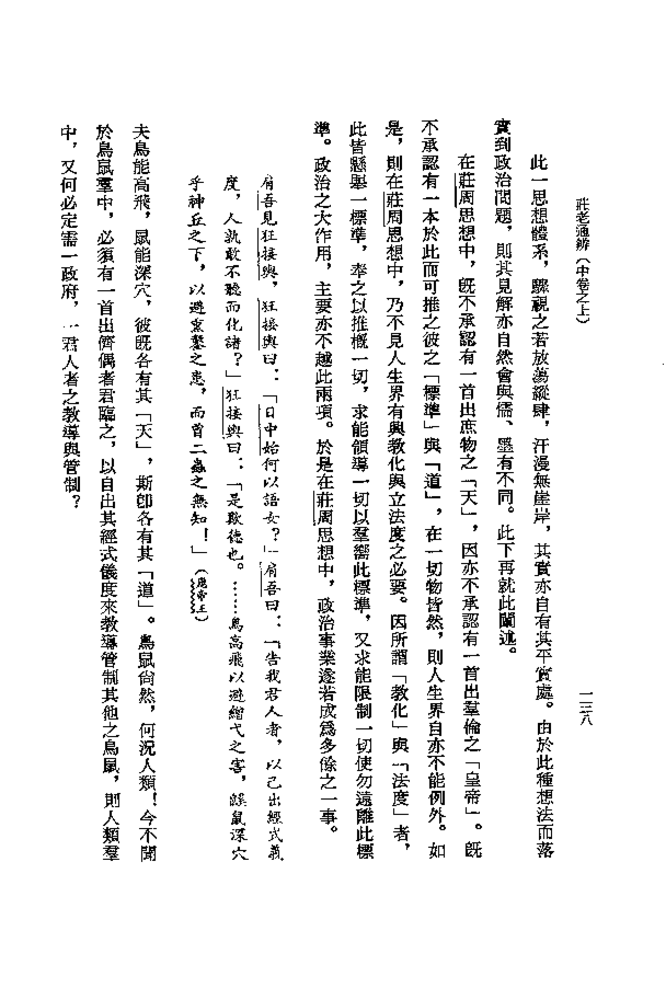 莊老通辨（中卷之上）
一三八
此一思想體系，驟視之若放蕩縱肆，汗漫無崖岸，其實亦自有其平實處。由於此種想法而落
實到政治問題，則其見解亦自然會與儒、墨有不同。此下再就此闡述。
在莊周思想中，旣不承認有一首出庶物之「天」，因亦不承認有一首出羣倫之「皇帝」。旣
不承認有一本於此而可推之彼之「標準」與「道」，在一切物皆然，則人生界自亦不能例外。如
是，則在莊周思想中，乃不見人生界有興教化與立法度之必要。因所謂「教化」與「法度」者，
此皆懸舉一標準，奉之以推概一切，求能領導一切以羣嚮此標準，又求能限制一切使勿遠離此標
準。政治之大作用，主要亦不越此兩項。於是在莊周思想中，政治事業遂若成爲多餘之一事。
肩吾見狂接輿，狂接輿曰：「日中始何以語女？」肩吾曰：「告我君人者，以己出經式義
度，人孰敢不聽而化諸？」狂接輿曰：「是欺德也。……鳥高飛以避繒弋之害，鼷鼠深穴
乎神丘之下，以避熏鑿之患，而曾二蟲之無知！」（應帝王）
夫鳥能高飛，鼠能深穴，彼旣各有其「天」，斯卽各有其「道」。鳥鼠尙然，何況人類！今不聞
於鳥鼠羣中，必須有一首出儕偶者君臨之，以自出其經式儀度來教導管制其他之鳥鼠，則人類羣
中，又何必定需一政府，一君人者之教導與管制？